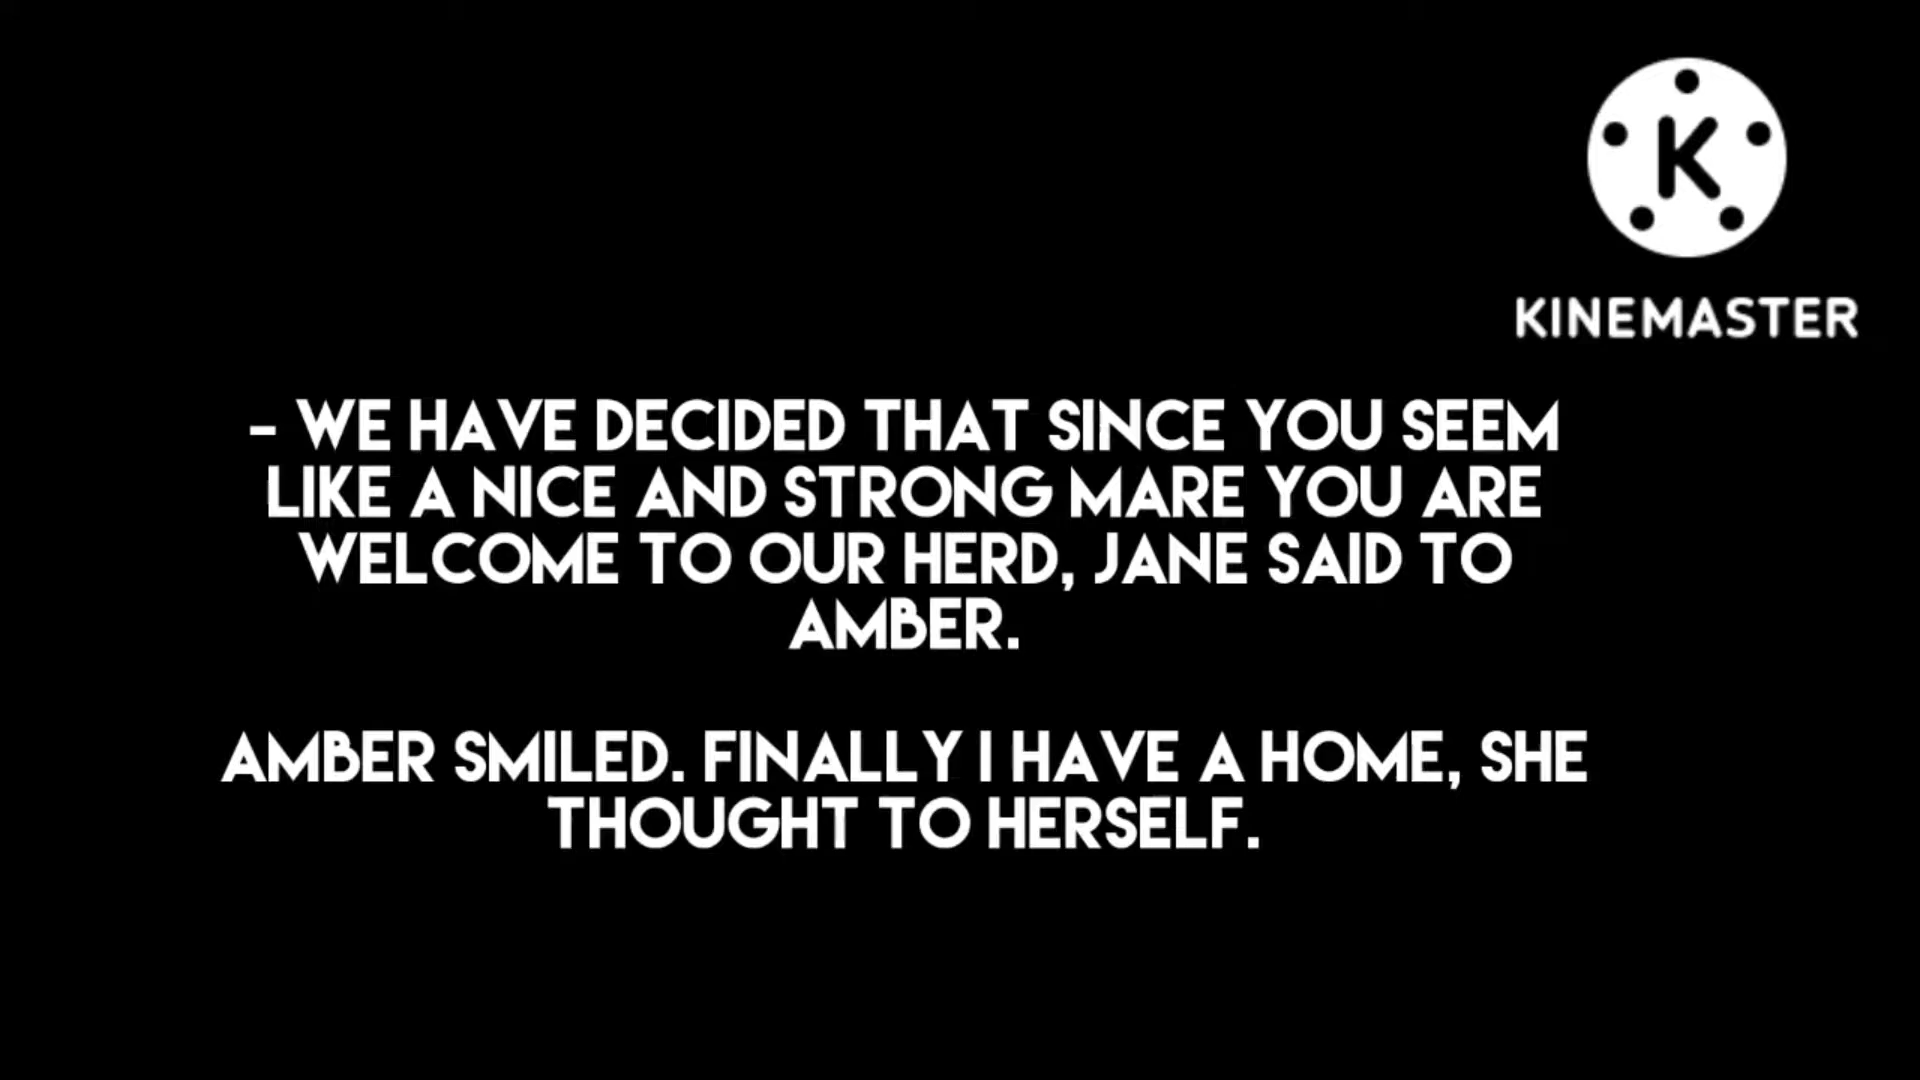 K
KINEMASTER
- WE HAVE DECIDED THAT SINCE YOU SEEM
LIKE A NICE AND STRONG MARE YOU ARE
WELCOME TO OUR HERD, JANE SAID TO
AMBER.
AMBER SMILED. FINALLY I HAVE A HOME, SHE
THOUGHT TO HERSELF.